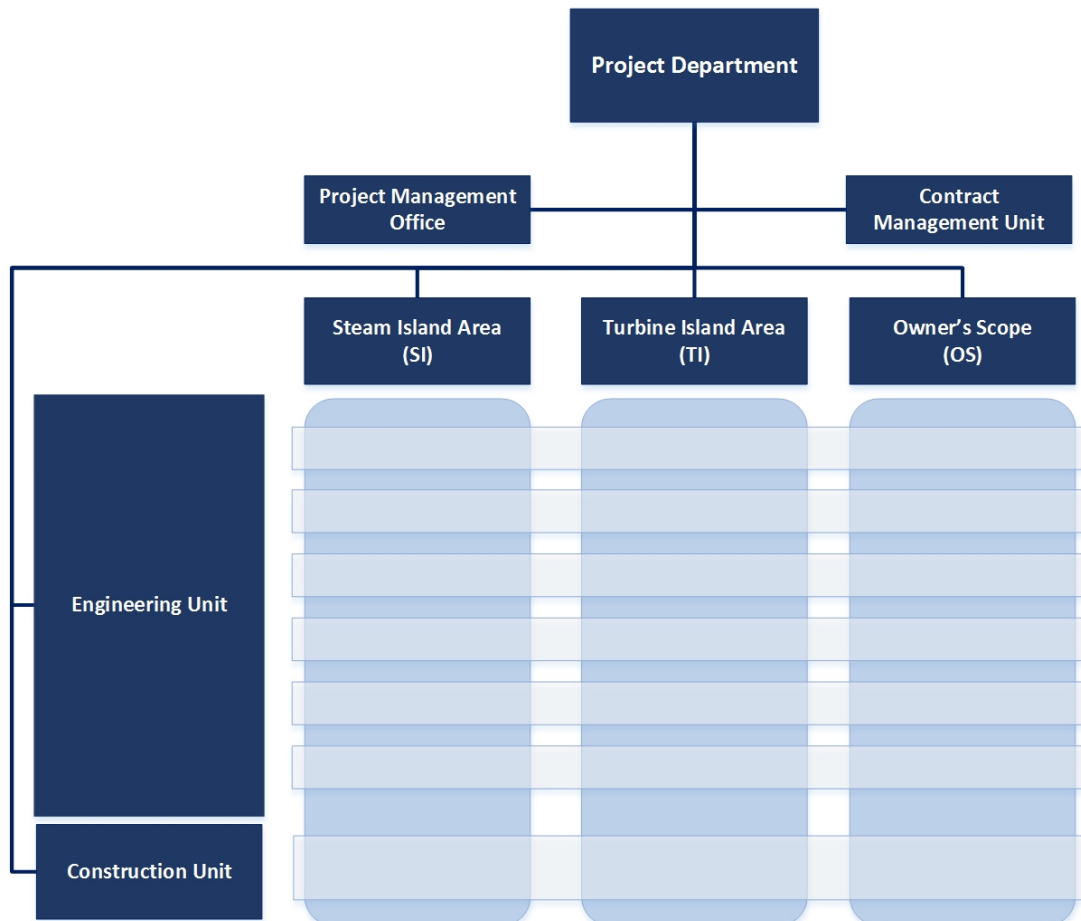 Project Department
Project Management
Office
Contract
Management Unit
Steam Island Area
(SI)
Turbine Island Area
(TI)
Owner’s Scope
(OS)
Engineering Unit
Construction Unit